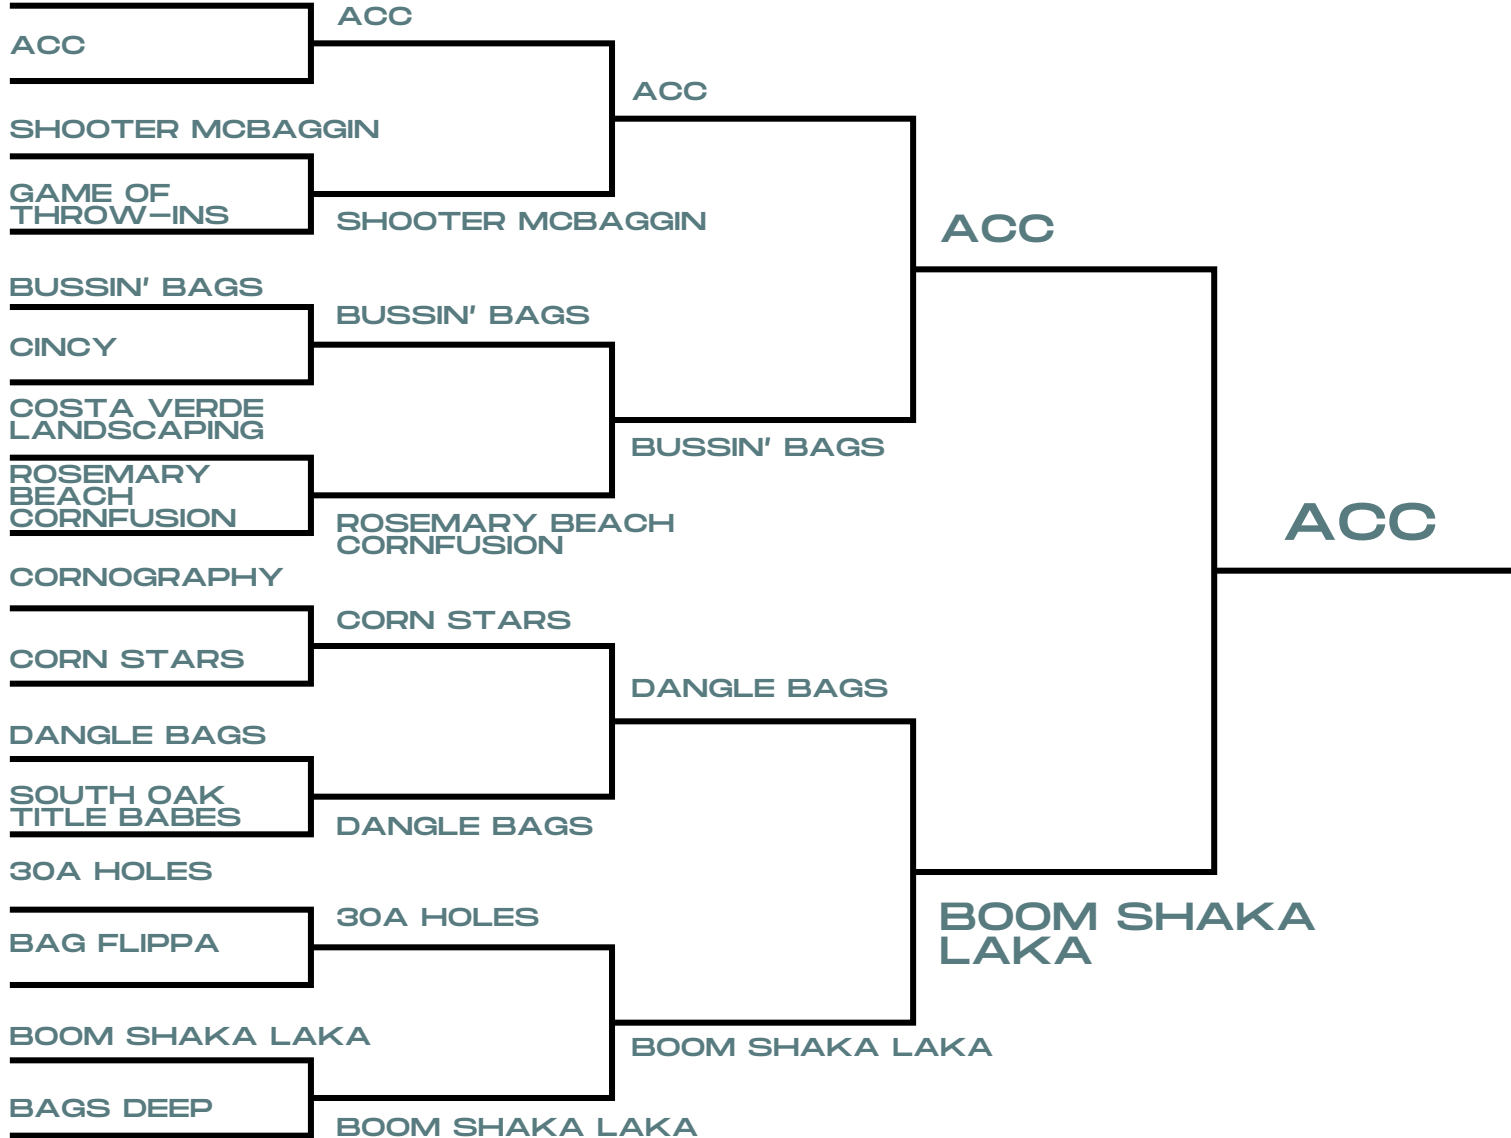 ACC
ACC
ACC
SHOOTER MCBAGGIN
GAME OF
THROW–INS
SHOOTER MCBAGGIN
ACC
BUSSIN' BAGS
BUSSIN' BAGS
CINCY
COSTA VERDE
LANDSCAPING
BUSSIN' BAGS
ROSEMARY
BEACH
CORNFUSION
ROSEMARY BEACH
CORNFUSION
ACC
CORNOGRAPHY
CORN STARS
CORN STARS
DANGLE BAGS
DANGLE BAGS
SOUTH OAK
TITLE BABES
DANGLE BAGS
30A HOLES
30A HOLES
BAG FLIPPA
BOOM SHAKA
LAKA
BOOM SHAKA LAKA
BOOM SHAKA LAKA
BAGS DEEP
BOOM SHAKA LAKA